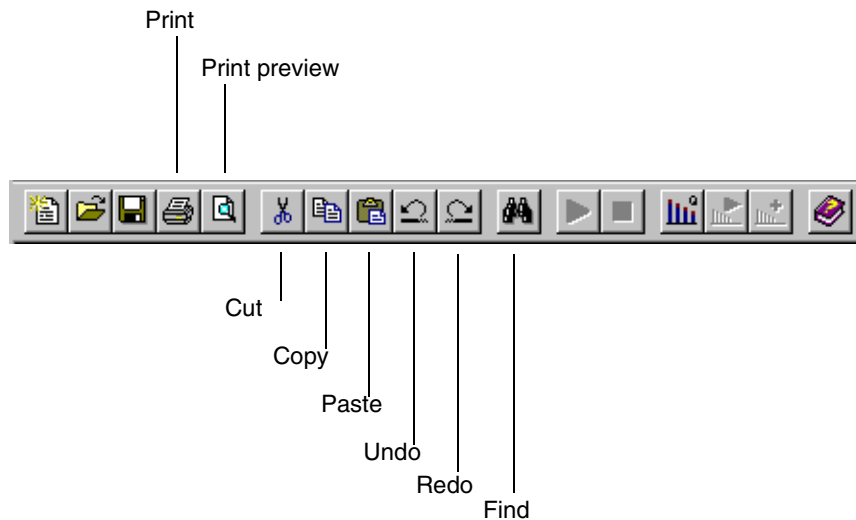 Print
Print preview
Cut
Copy
Paste
Undo
Redo
Find